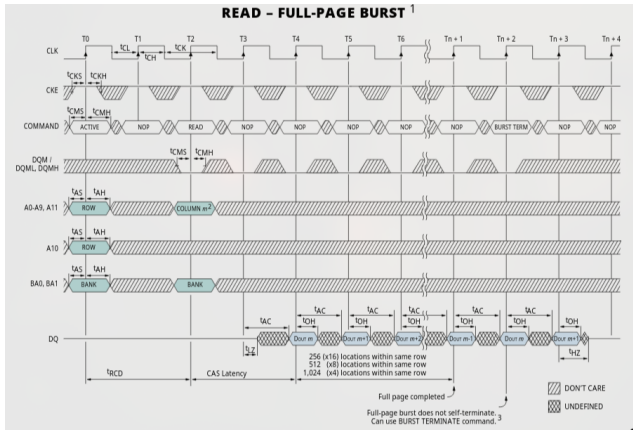 READ – FULL-PAGE BURST 1
T0 T1 T2 T3 T4 T5 T6 Tn + 1 Tn + 2 Tn + 3 Tn + 4
CLK
tCL tCK
tCH
tCKS tCKH
CKE
tCMS tCMH
COMMAND ACTIVE NOP READ NOP NOP NOP NOP NOP BURST TERM NOP NOP
tCMS tCMH
DQM /
DQML, DQMH
tAS tAH
A0-A9, A11 ROW COLUMN m2
tAS tAH
A10 ROW
tAS tAH
BA0, BA1 BANK BANK
tAC tAC tAC tAC tAC tAC
tOH tOH tOH tOH tOH tOH
DQ DOUT m DOUT m+1 DOUT m+2 DOUT m-1 DOUT m DOUT m+1
tLZ tHZ
256 (x16) locations within same row
512 (x8) locations within same row
1,024 (x4) locations within same row
tRCD CAS Latency
Full page completed
DON'T CARE
UNDEFINED
Full-page burst does not self-terminate.
Can use BURST TERMINATE command. 3